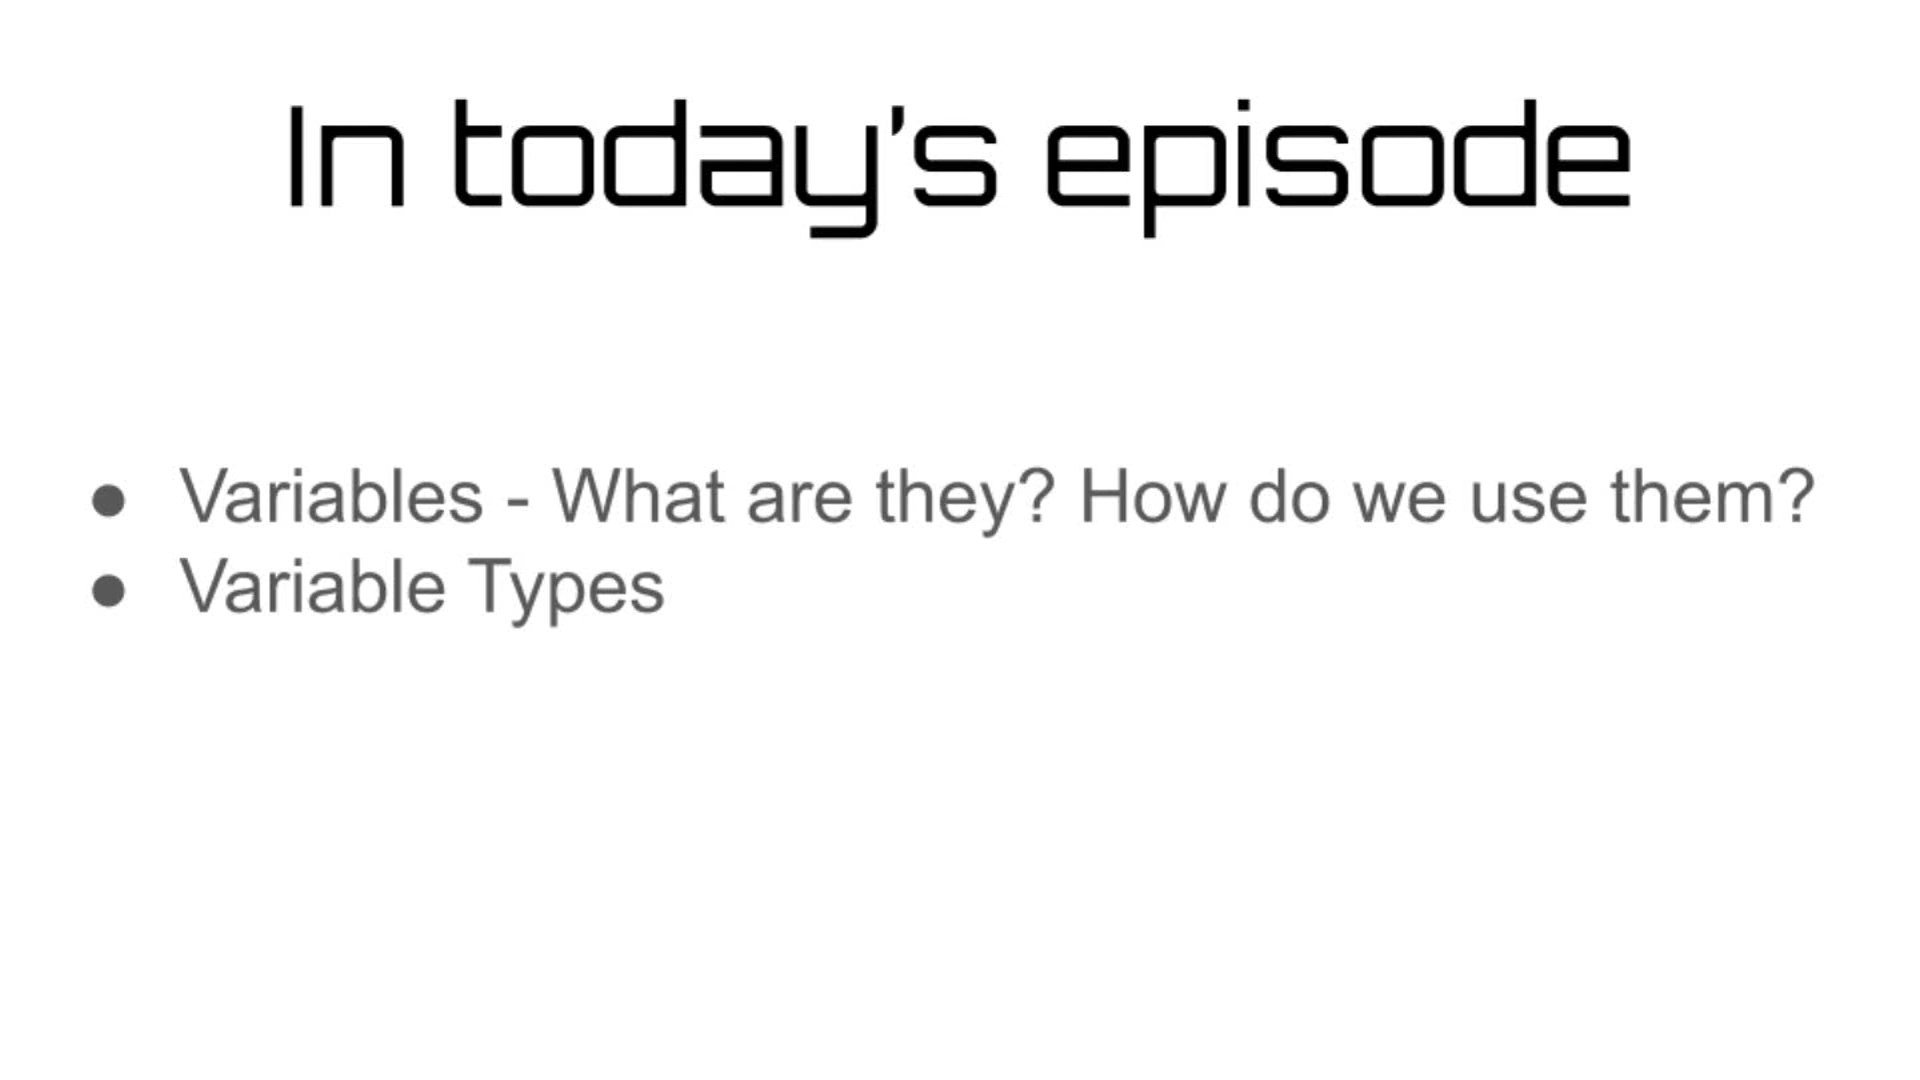 In today’s episode
● Variables - What are they? How do we use them?
● Variable Types